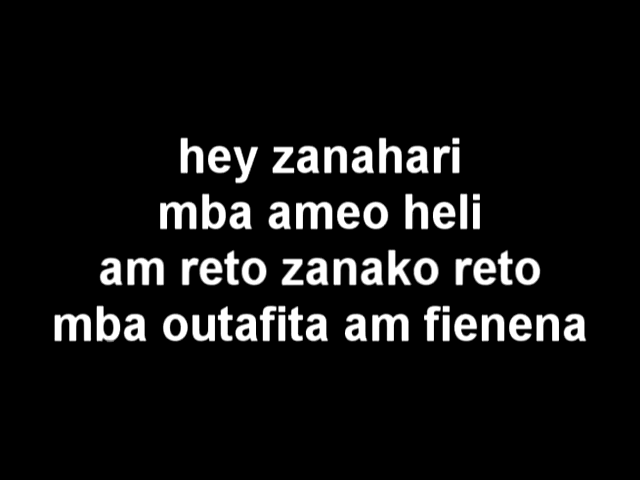 hey zanahari
mba ameo heli
am reto zanako reto
mba outafita am fienena